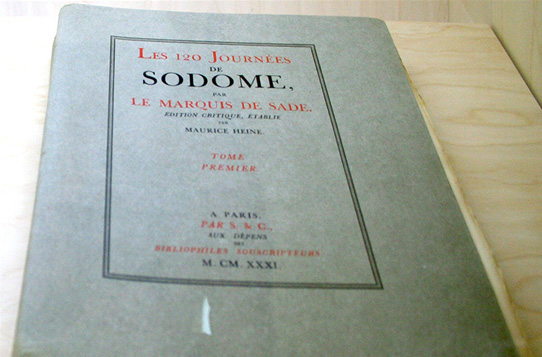 LES 120 JOURNÉES
DE
SODOME,
PAR
LE MARQUIS DE SADE.
EDITION CRITIQUE, ÉTABLIE
PAR
MAURICE HEINE.
TOME
PREMIER
A PARIS,
PAR S. & C.,
AUX DÉPENS
DES
BIBLIOPHILES SOUSCRIPTEURS
M. CM. XXXI.